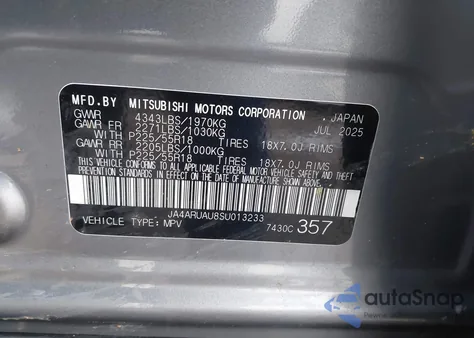 MFD.BY MITSUBISHI MOTORS CORPORATION , JAPAN
GVWR 4343LBS/1970KG JUL 2025
GAWR FR 2271LBS/1030KG
WITH P225/55R18 TIRES 18X7.0J RIMS
GAWR RR 2205LBS/1000KG
WITH P225/55R18 TIRES 18X7.0J RIMS
THIS VEHICLE CONFORMS TO ALL APPLICABLE FEDERAL MOTOR VEHICLE SAFETY, BUMPER AND THEFT
PREVENTION STANDARDS IN EFFECT ON THE DATE OF MANUFACTURE SHOWN ABOVE.
JA4ARUAU8SU013233
VEHICLE TYPE: MPV 7430C 357
autoSnap